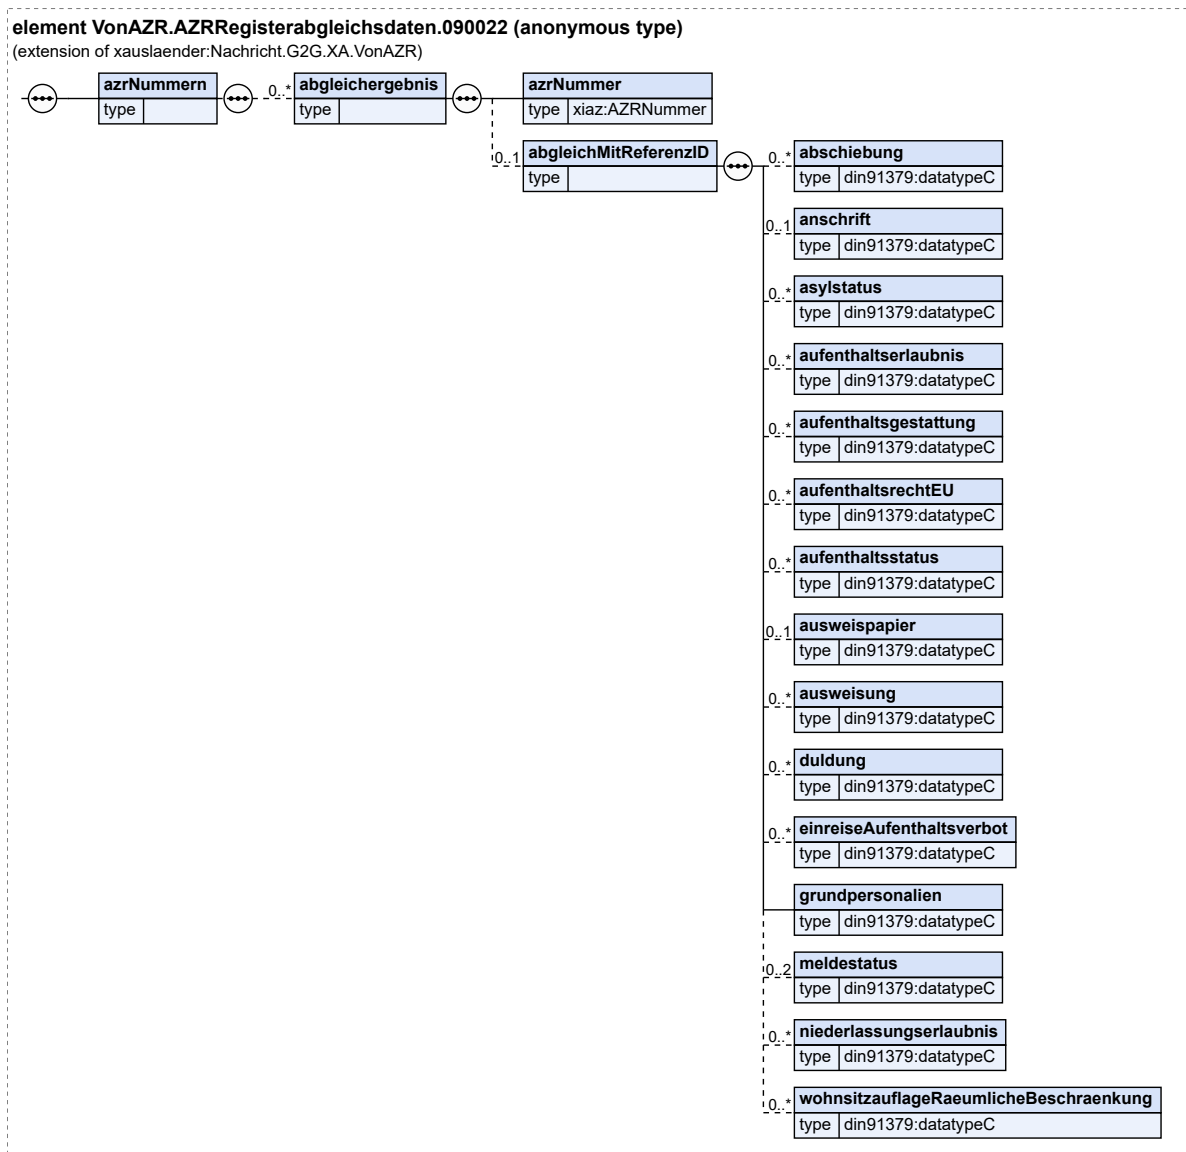 element VonAZR.AZRRegisterabgleichsdaten.090022 (anonymous type)
(extension of xauslaender:Nachricht.G2G.XA.VonAZR)
azrNummern
type
0..*
abgleichergebnis
type
azrNummer
type xiaz:AZRNummer
0..1
abgleichMitReferenzID
type
0..*
abschiebung
type din91379:datatypeC
0..1
anschrift
type din91379:datatypeC
0..*
asylstatus
type din91379:datatypeC
0..*
aufenthaltserlaubnis
type din91379:datatypeC
0..*
aufenthaltsgestattung
type din91379:datatypeC
0..*
aufenthaltsrechtEU
type din91379:datatypeC
0..*
aufenthaltsstatus
type din91379:datatypeC
0..1
ausweispapier
type din91379:datatypeC
0..*
ausweisung
type din91379:datatypeC
0..*
duldung
type din91379:datatypeC
0..*
einreiseAufenthaltsverbot
type din91379:datatypeC
grundpersonalien
type din91379:datatypeC
0..2
meldestatus
type din91379:datatypeC
0..*
niederlassungserlaubnis
type din91379:datatypeC
0..*
wohnsitzauflageRaeumlicheBeschraenkung
type din91379:datatypeC